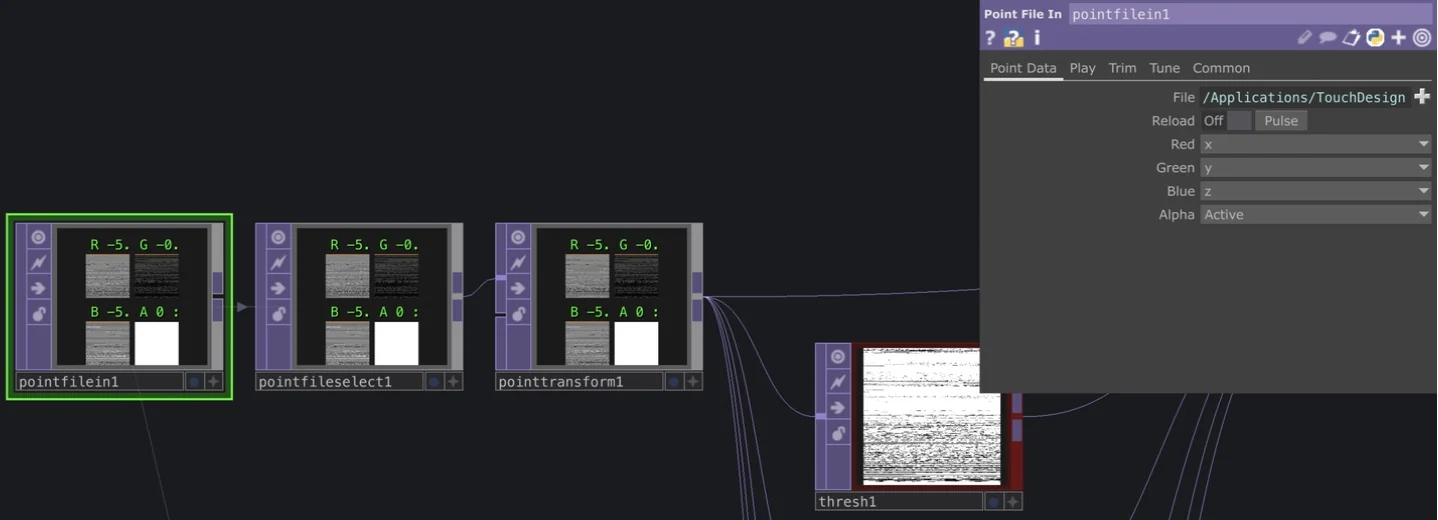 Point File In pointfilein1
? ? i
Point Data Play Trim Tune Common
File /Applications/TouchDesign
Reload Off Pulse
Red x
Green y
Blue z
Alpha Active
R -5. G -0.
B -5. A 0 :
pointfilein1
R -5. G -0.
B -5. A 0 :
pointfileselect1
R -5. G -0.
B -5. A 0 :
pointtransform1
thresh1